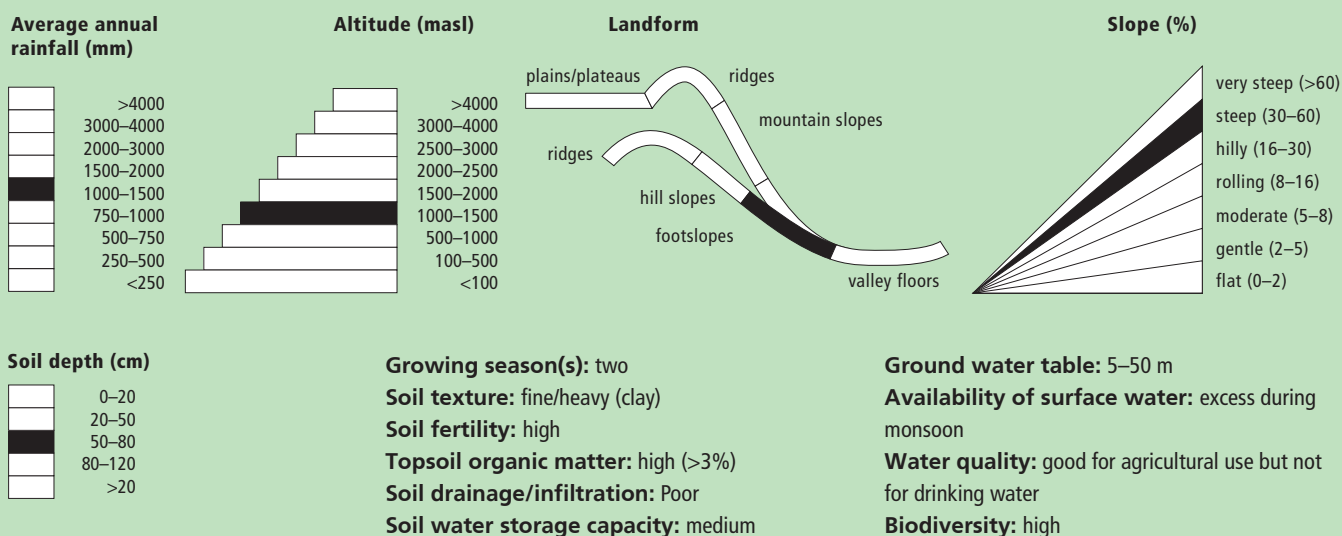 Average annual
rainfall (mm)
>4000
3000–4000
2000–3000
1500–2000
1000–1500
750–1000
500–750
250–500
<250
Altitude (masl)
>4000
3000–4000
2500–3000
2000–2500
1500–2000
1000–1500
500–1000
100–500
<100
Landform
plains/plateaus
ridges
mountain slopes
ridges
hill slopes
footslopes
valley floors
Slope (%)
very steep (>60)
steep (30–60)
hilly (16–30)
rolling (8–16)
moderate (5–8)
gentle (2–5)
flat (0–2)
Soil depth (cm)
0–20
20–50
50–80
80–120
>20
Growing season(s): two
Soil texture: fine/heavy (clay)
Soil fertility: high
Topsoil organic matter: high (>3%)
Soil drainage/infiltration: Poor
Soil water storage capacity: medium
Ground water table: 5–50 m
Availability of surface water: excess during
monsoon
Water quality: good for agricultural use but not
for drinking water
Biodiversity: high